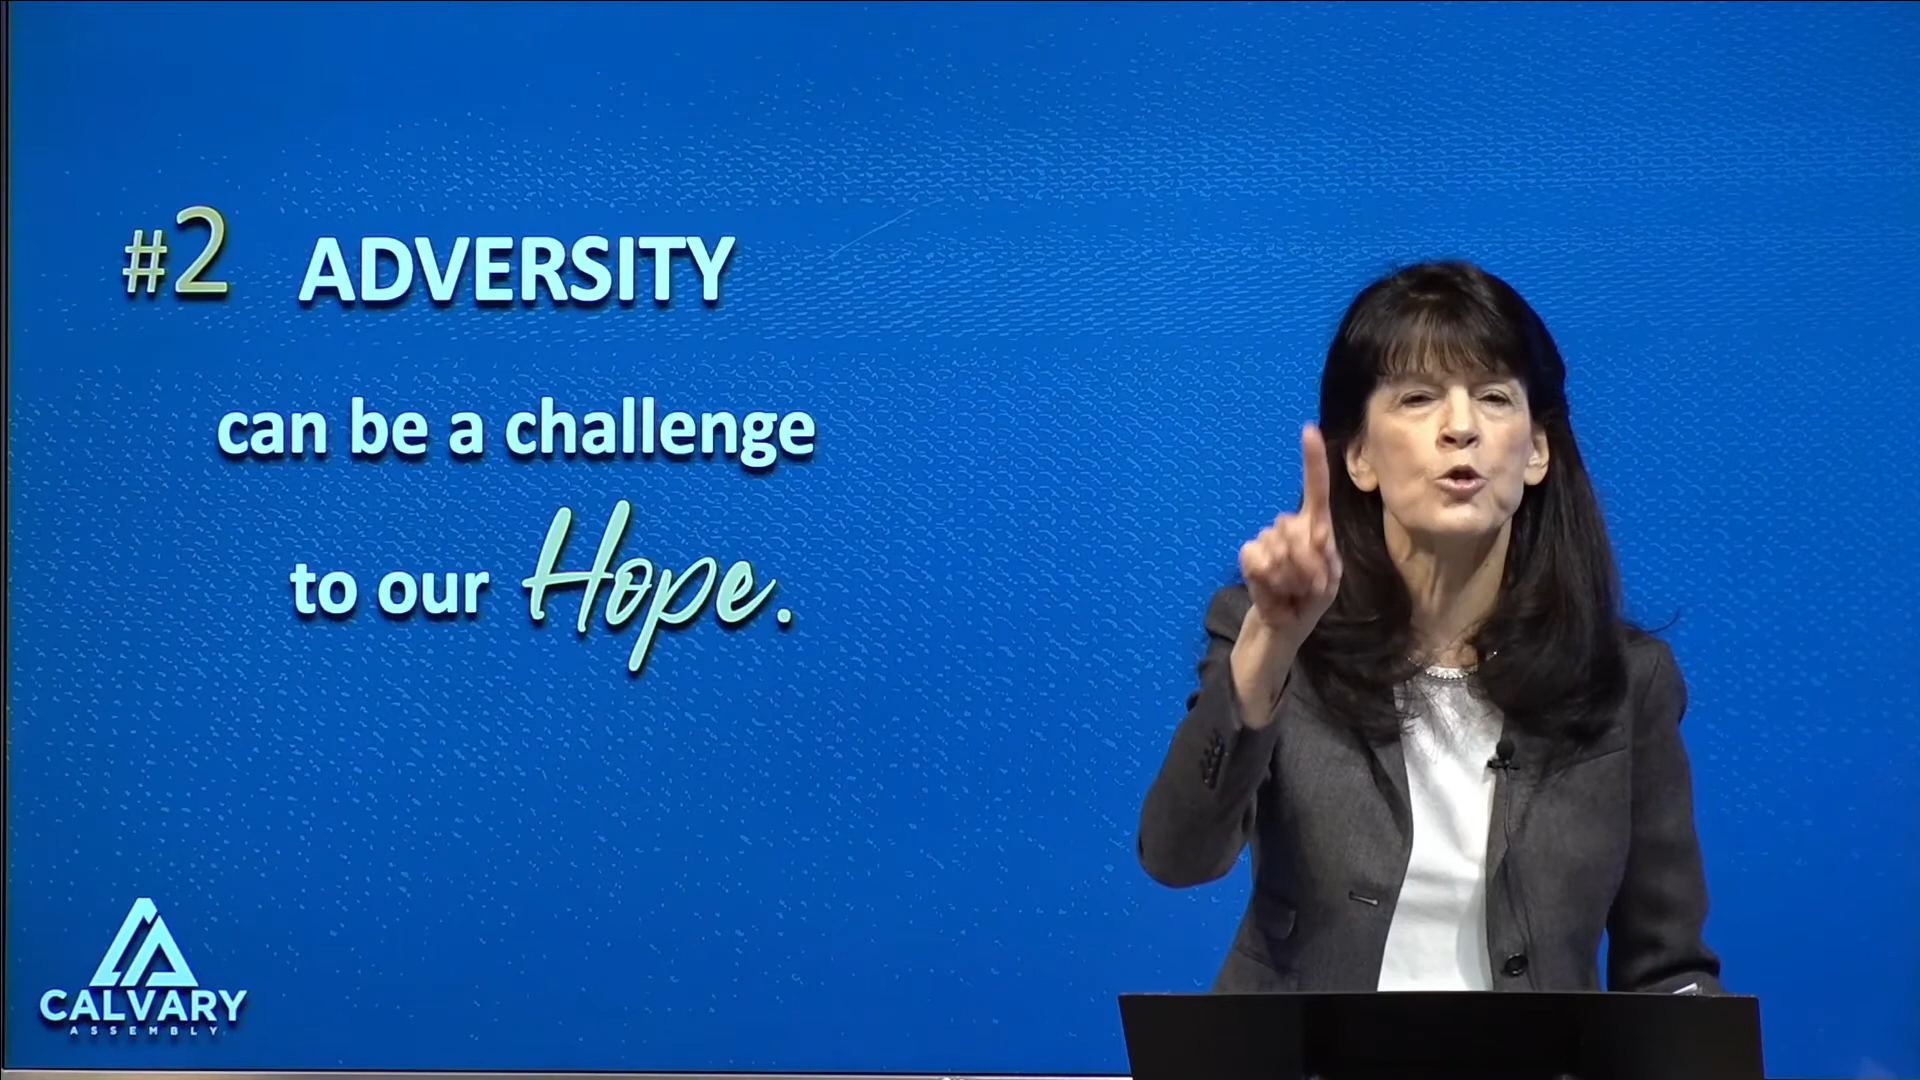 #2 ADVERSITY
can be a challenge
to our Hope.
CALVARY
ASSEMBLY